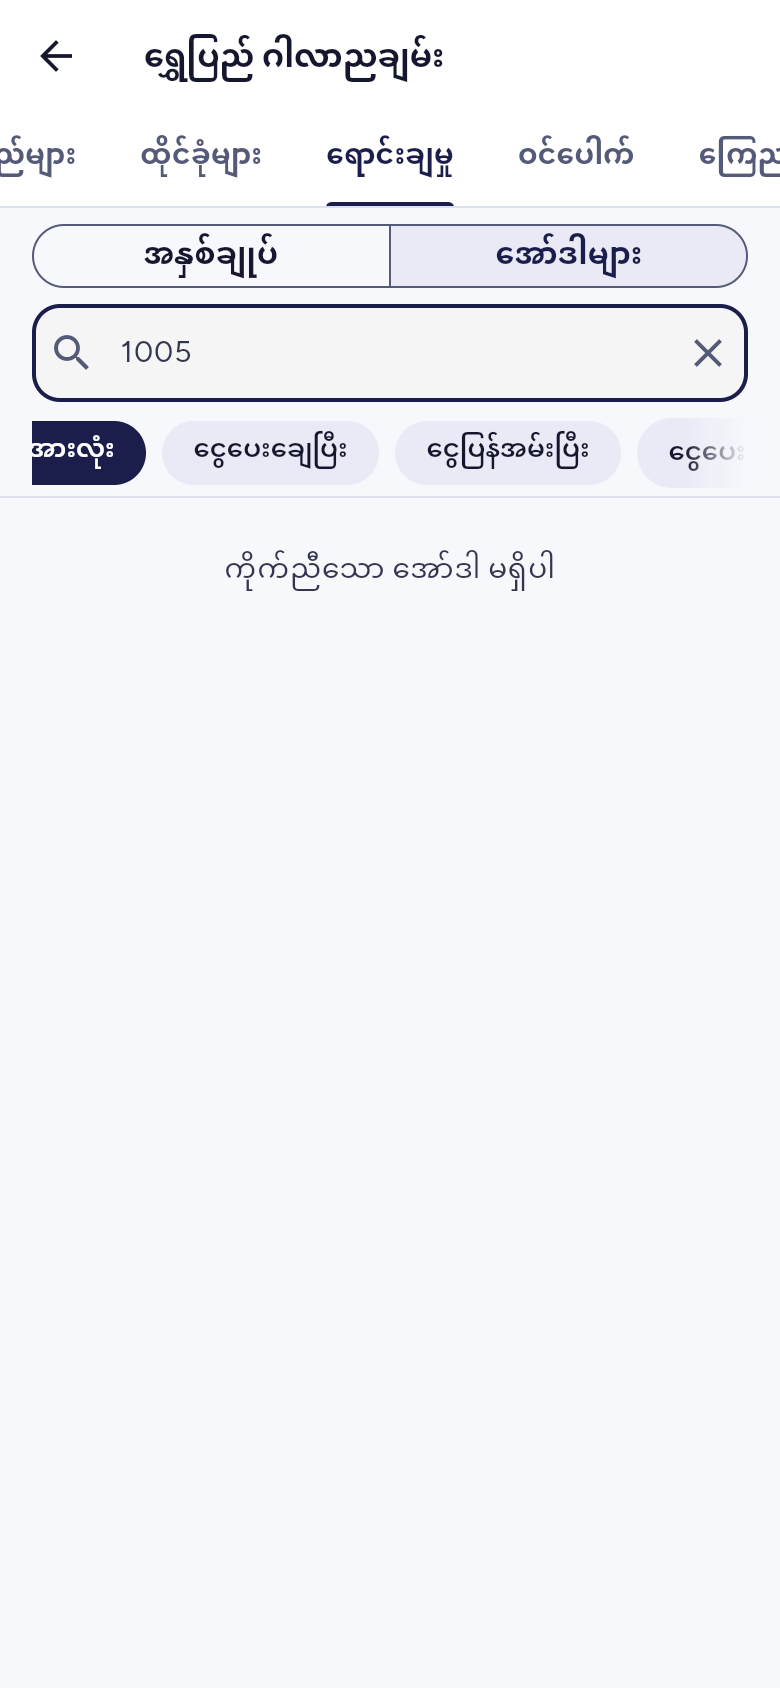 ရွှေပြည် ဂါလာညချမ်း
ထိုင်ခုံများ ရောင်းချမှု ဝင်ပေါက်
အနှစ်ချုပ် အော်ဒါများ
1005
အားလုံး ငွေပေးချေပြီး ငွေပြန်အမ်းပြီး ငွေပေး
ကိုက်ညီသော အော်ဒါ မရှိပါ